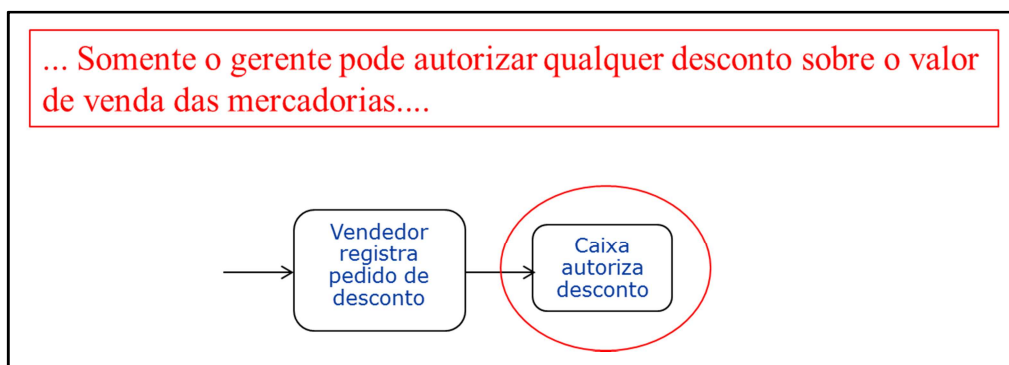 ... Somente o gerente pode autorizar qualquer desconto sobre o valor
de venda das mercadorias....
Vendedor
registra
pedido de
desconto
Caixa
autoriza
desconto